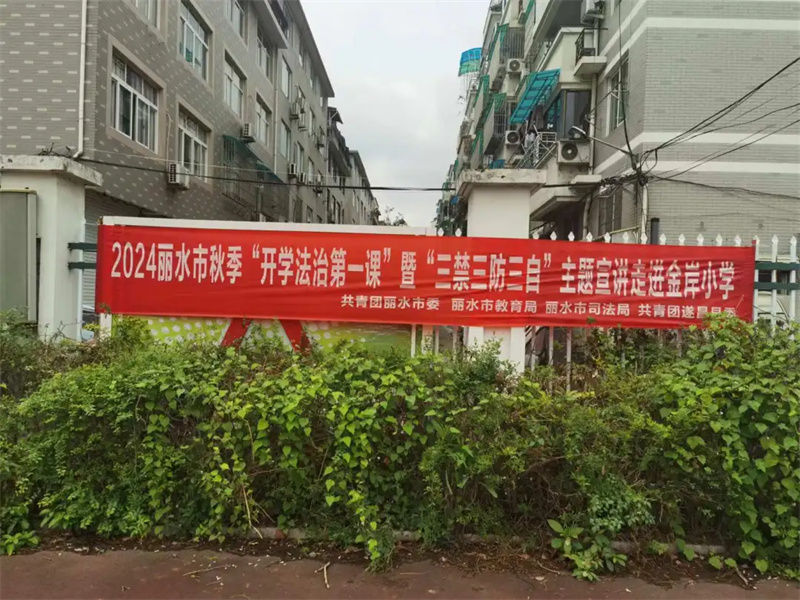 2024丽水市秋季“开学法治第一课”暨“三禁三防三自”主题宣讲走进金岸小学
共青团丽水市委 丽水市教育局 丽水市司法局 共青团遂昌县委